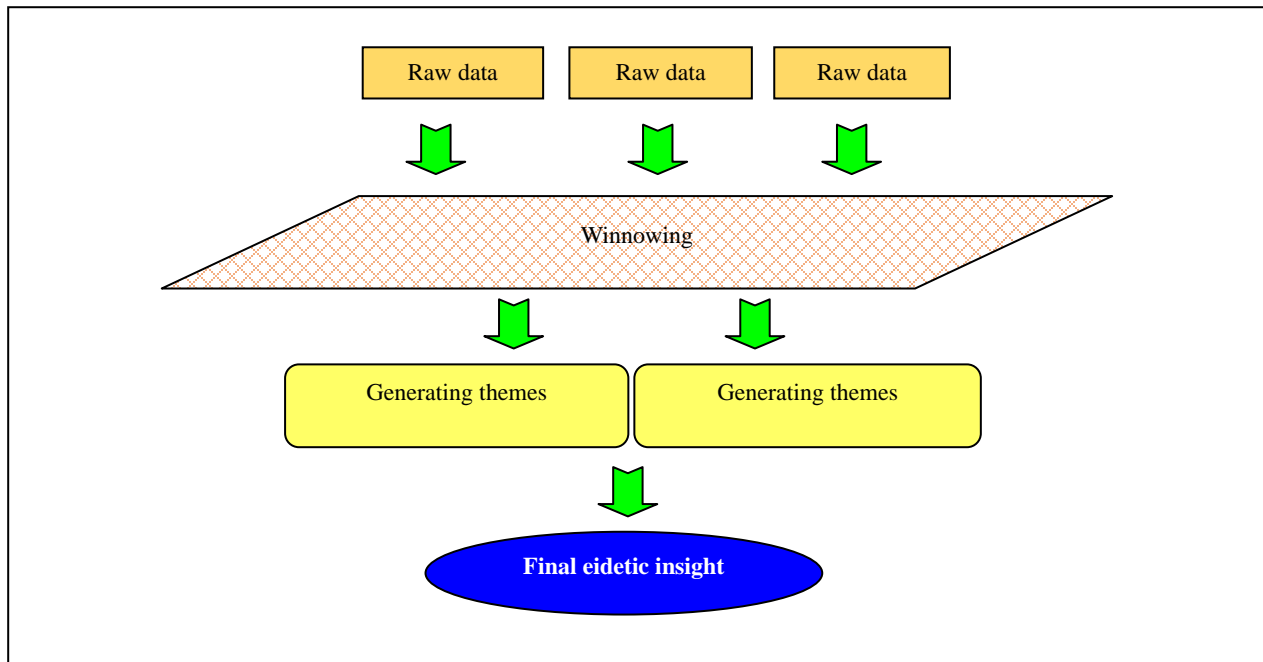 Raw data Raw data Raw data
Winnowing
Generating themes Generating themes
Final eidetic insight